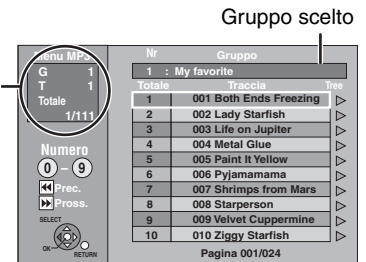 Gruppo scelto
Menu MP3
G 1
T 1
Totale
1/111
Numero
0 – 9
Prec.
Pross.
SELECT
OK
RETURN
Nr Gruppo
1 : My favorite
Totale Traccia Tree
1 001 Both Ends Freezing
2 002 Lady Starfish
3 003 Life on Jupiter
4 004 Metal Glue
5 005 Paint It Yellow
6 006 Pyjamamama
7 007 Shrimps from Mars
8 008 Starperson
9 009 Velvet Cuppermine
10 010 Ziggy Starfish
Pagina 001/024